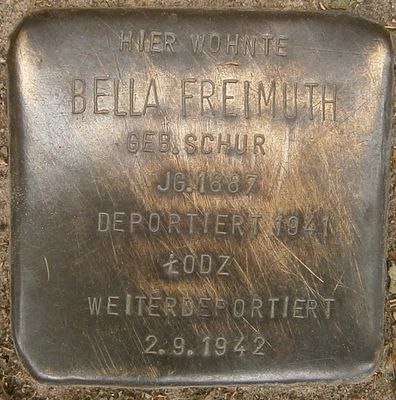 HIER WOHNTE
BELLA FREIMUTH
GEB. SCHUR
JG. 1887
DEPORTIERT 1941
ŁODZ
WEITERDEPORTIERT
2.9.1942